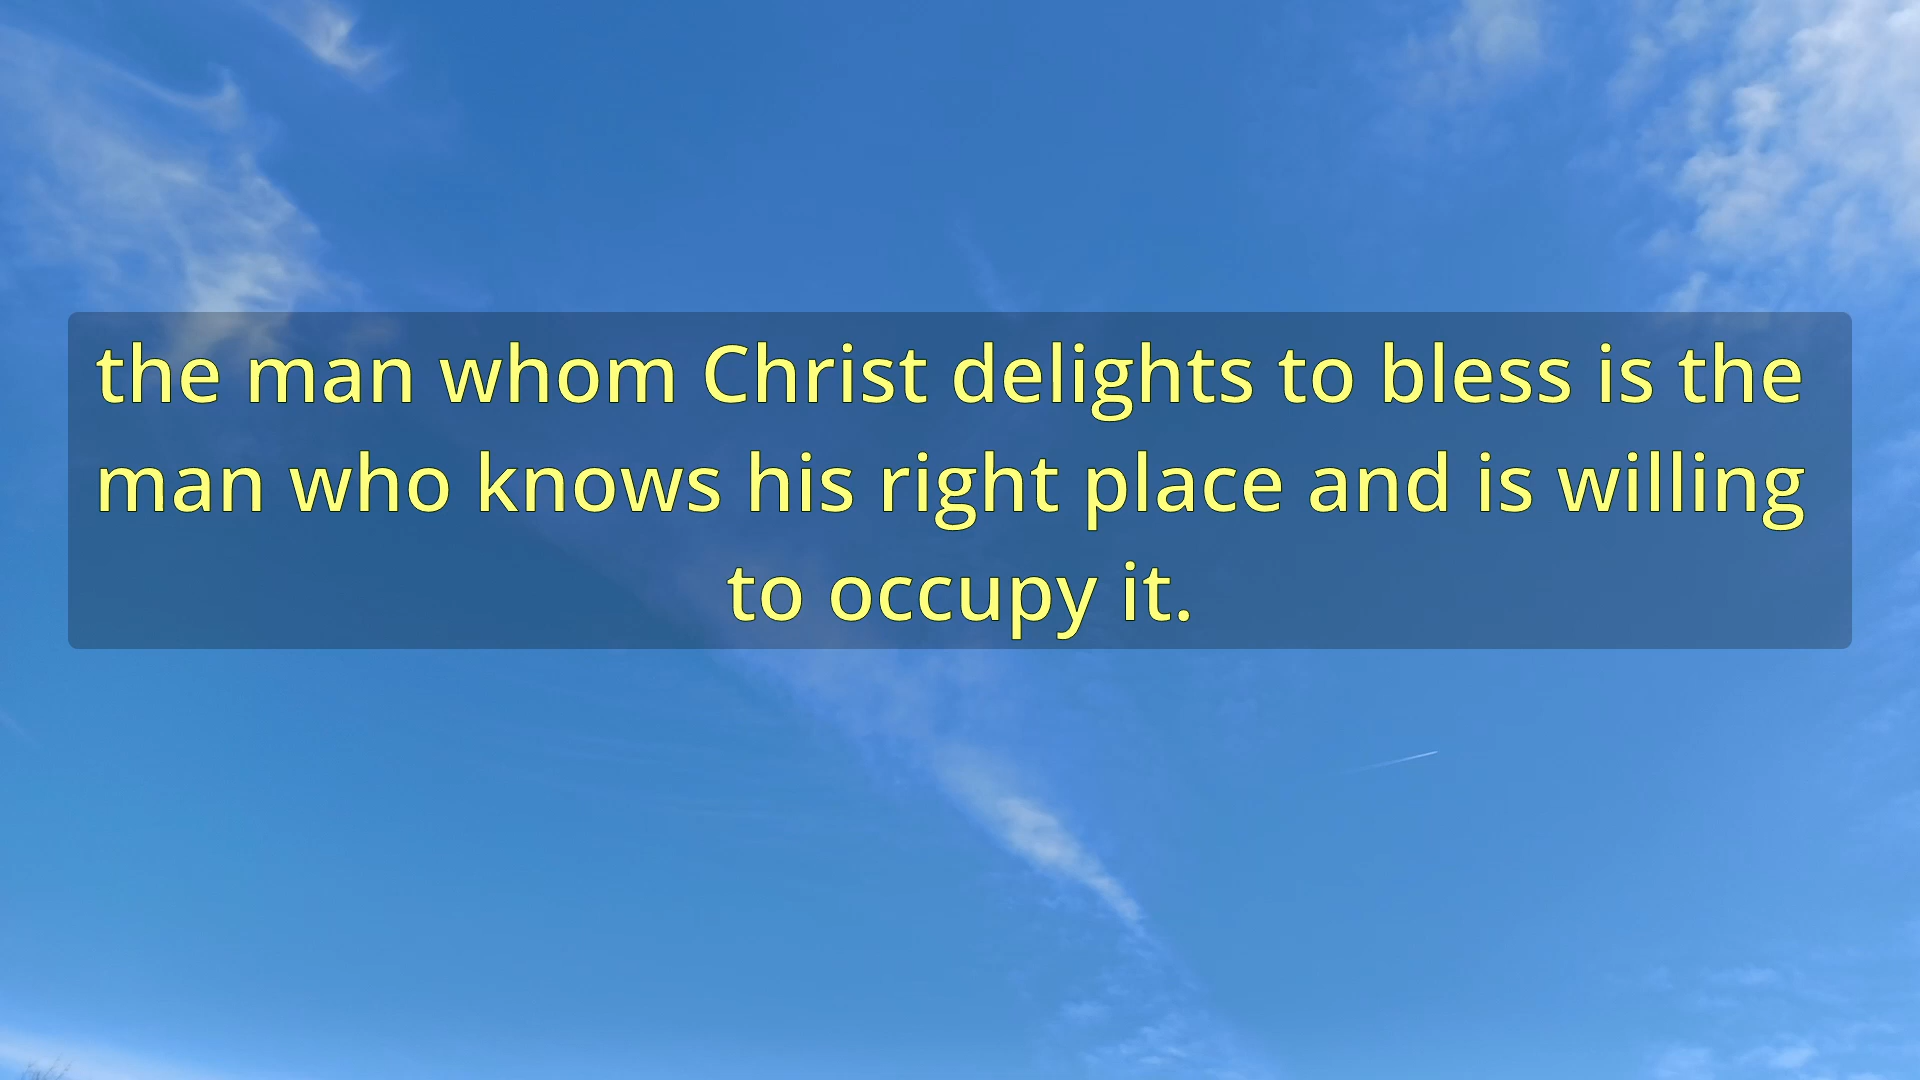 the man whom Christ delights to bless is the
man who knows his right place and is willing
to occupy it.